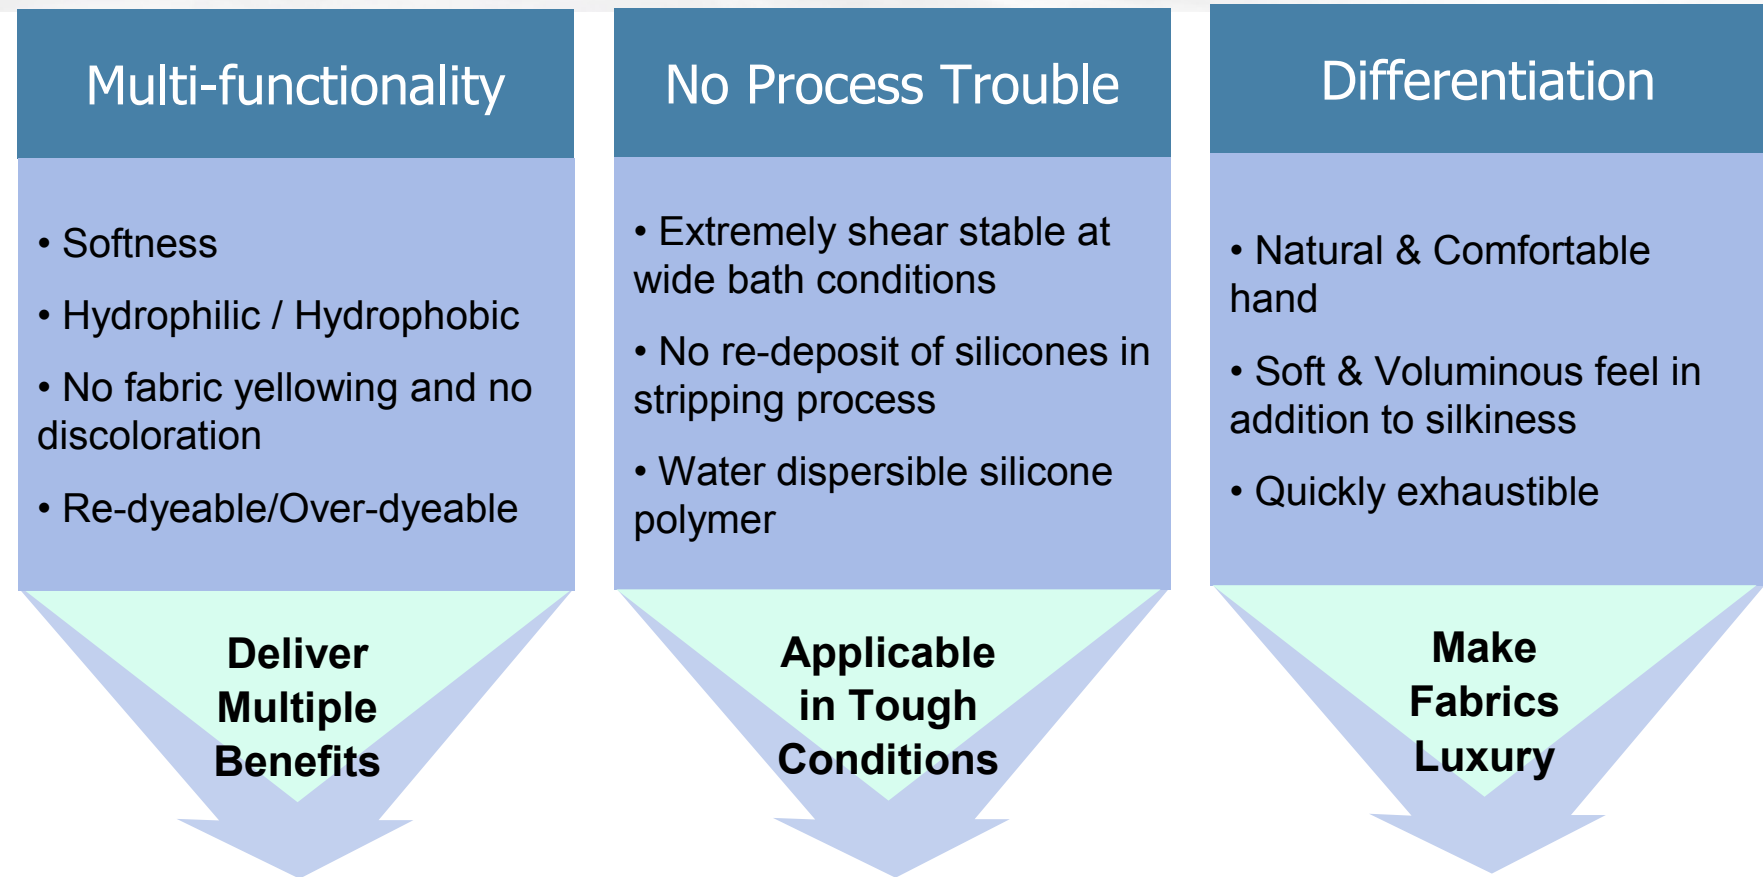 Multi-functionality
• Softness
• Hydrophilic / Hydrophobic
• No fabric yellowing and no
discoloration
• Re-dyeable/Over-dyeable
Deliver
Multiple
Benefits
No Process Trouble
• Extremely shear stable at
wide bath conditions
• No re-deposit of silicones in
stripping process
• Water dispersible silicone
polymer
Applicable
in Tough
Conditions
Differentiation
• Natural & Comfortable
hand
• Soft & Voluminous feel in
addition to silkiness
• Quickly exhaustible
Make
Fabrics
Luxury